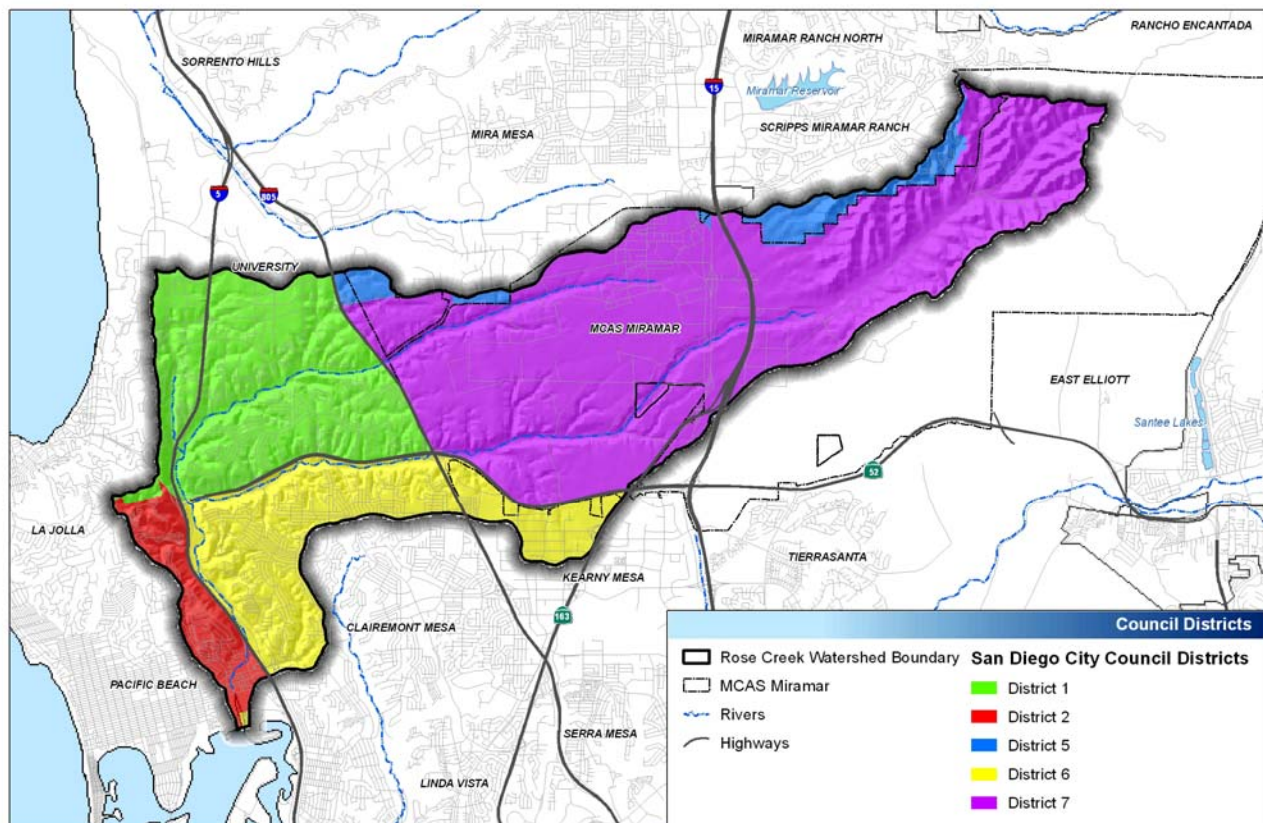 RANCHO ENCANTADA
MIRAMAR RANCH NORTH
SORRENTO HILLS
15
Miramar Reservoir
SCRIPPS MIRAMAR RANCH
MIRA MESA
5
805
UNIVERSITY
MCAS MIRAMAR
EAST ELLIOTT
Santee Lakes
52
LA JOLLA
TIERRASANTA
KEARNY MESA
163
CLAIREMONT MESA
PACIFIC BEACH
SERRA MESA
LINDA VISTA
Council Districts
Rose Creek Watershed Boundary
MCAS Miramar
Rivers
Highways
San Diego City Council Districts
District 1
District 2
District 5
District 6
District 7